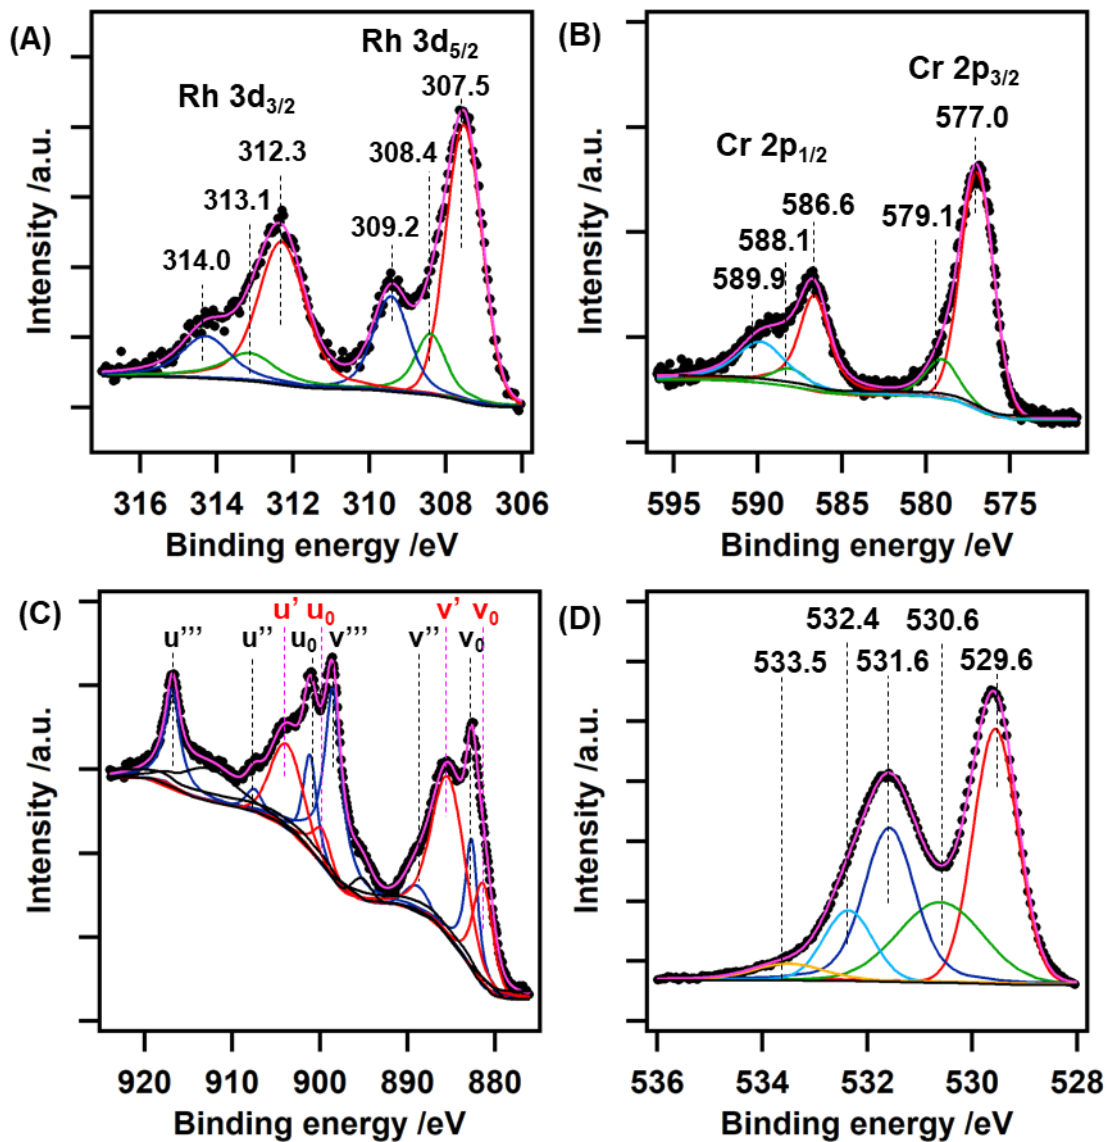 (A)
Rh 3d5/2
307.5
Rh 3d3/2
312.3
308.4
313.1
309.2
314.0
Intensity /a.u.
316 314 312 310 308 306
Binding energy /eV
(B)
Cr 2p3/2
577.0
Cr 2p1/2
586.6
579.1
588.1
589.9
Intensity /a.u.
595 590 585 580 575
Binding energy /eV
(C)
u' u0 v' v0
u''' u'' u0 v''' v'' v0
Intensity /a.u.
920 910 900 890 880
Binding energy /eV
(D)
532.4 530.6
533.5 531.6 529.6
Intensity /a.u.
536 534 532 530 528
Binding energy /eV